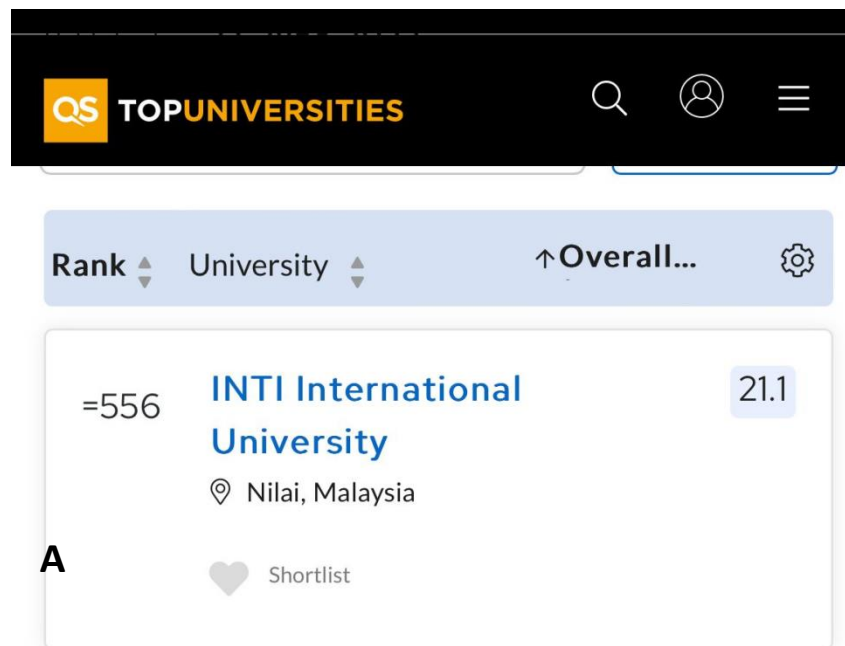 QS TOPUNIVERSITIES
Rank University ↑Overall...
=556 INTI International 21.1
University
Nilai, Malaysia
A
Shortlist